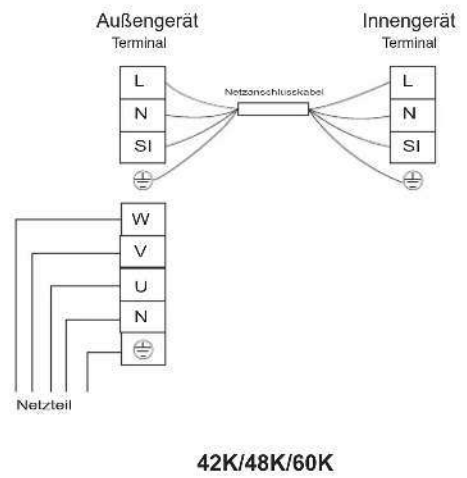 Außengerät
Terminal
Innengerät
Terminal
Netzanschlusskabel
L
N
SI
L
N
SI
W
V
U
N
Netzteil
42K/48K/60K